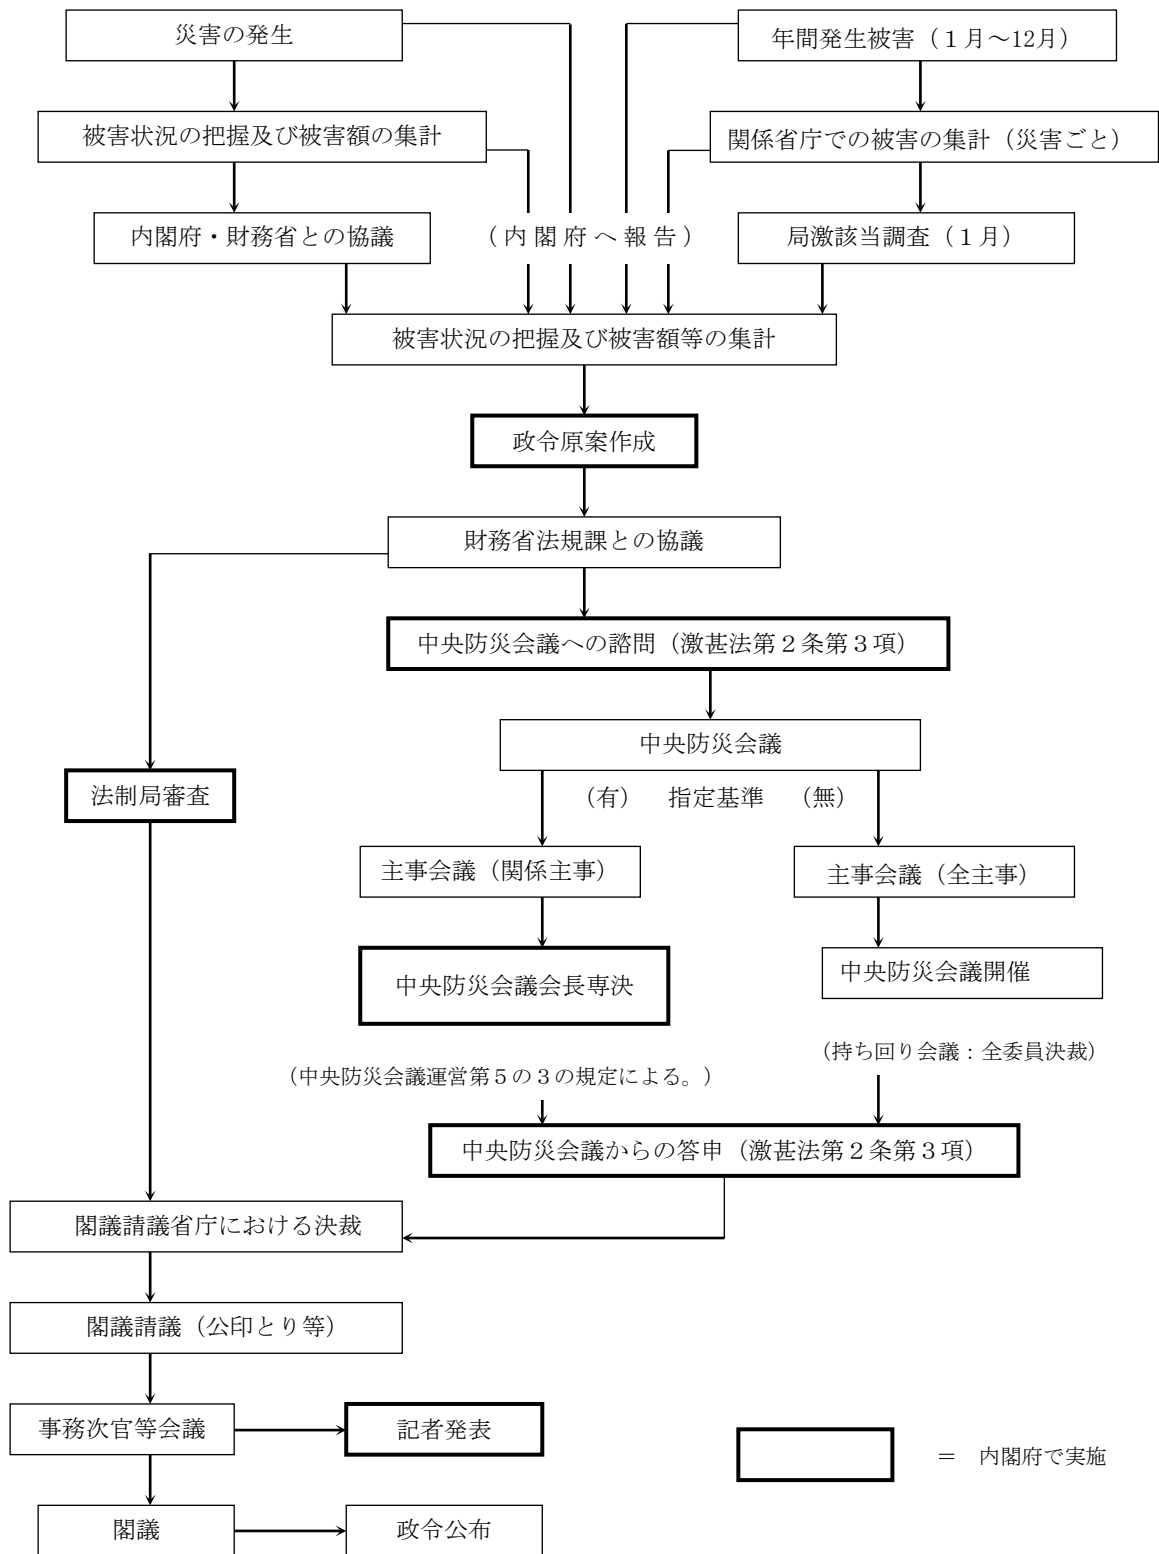 災害の発生
年間発生被害（１月～12月）
被害状況の把握及び被害額の集計
関係省庁での被害の集計（災害ごと）
内閣府・財務省との協議
（内閣府へ報告）
局激該当調査（１月）
被害状況の把握及び被害額等の集計
政令原案作成
財務省法規課との協議
中央防災会議への諮問（激甚法第２条第３項）
中央防災会議
法制局審査
（有）　指定基準　（無）
主事会議（関係主事）
主事会議（全主事）
中央防災会議会長専決
中央防災会議開催
（持ち回り会議：全委員決裁）
（中央防災会議運営第５の３の規定による。）
中央防災会議からの答申（激甚法第２条第３項）
閣議請議省庁における決裁
閣議請議（公印とり等）
事務次官等会議
記者発表
＝　内閣府で実施
閣議
政令公布